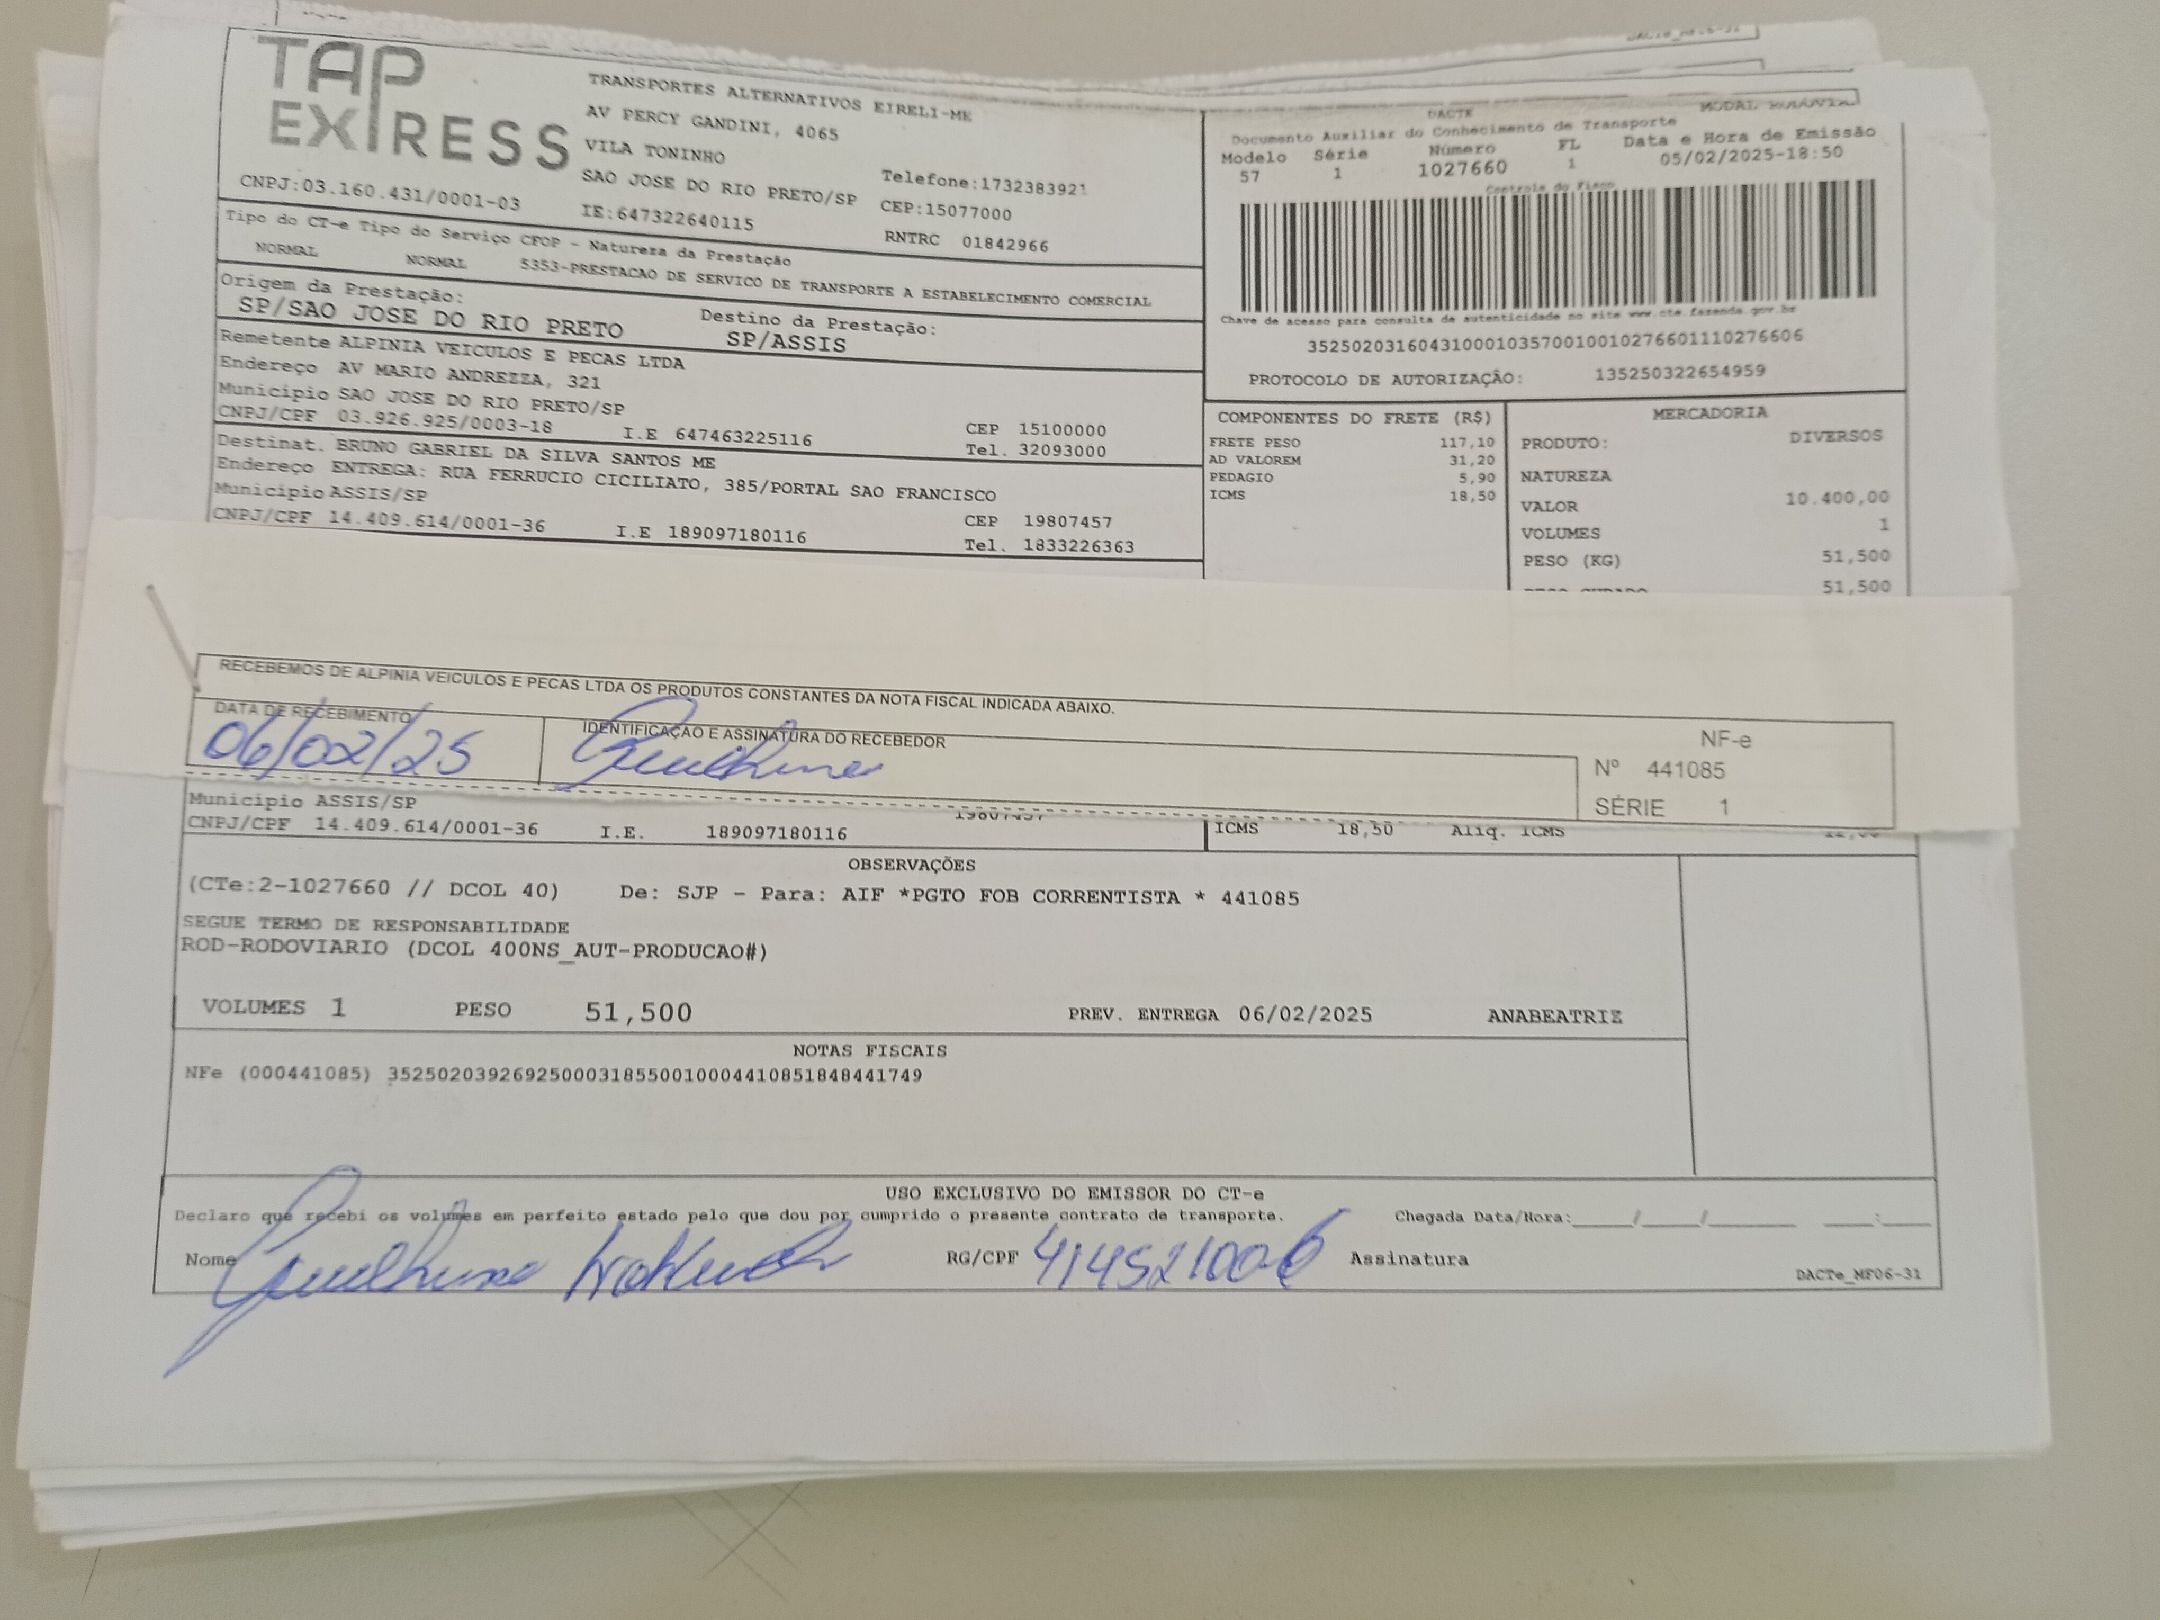 TAP EXPRESS
TRANSPORTES ALTERNATIVOS EIRELI-ME
AV PERCY GANDINI, 4065
VILA TONINHO
SAO JOSE DO RIO PRETO/SP
Telefone:1732383921
CNPJ:03.160.431/0001-03
IE:647322640115
CEP:15077000
RNTRC 01842966
Tipo do CT-e Tipo do Serviço CFOP - Natureza da Prestação
NORMAL NORMAL 5353-PRESTACAO DE SERVICO DE TRANSPORTE A ESTABELECIMENTO COMERCIAL
Origem da Prestação:
SP/SAO JOSE DO RIO PRETO
Destino da Prestação:
SP/ASSIS
Remetente ALPINIA VEICULOS E PECAS LTDA
Endereço AV MARIO ANDREZZA, 321
Município SAO JOSE DO RIO PRETO/SP
CEP 15100000
CNPJ/CPF 03.926.925/0003-18 I.E 647463225116 Tel. 32093000
Destinat. BRUNO GABRIEL DA SILVA SANTOS ME
Endereço ENTREGA: RUA FERRUCIO CICILIATO, 385/PORTAL SAO FRANCISCO
Município ASSIS/SP
CEP 19807457
CNPJ/CPF 14.409.614/0001-36 I.E 189097180116 Tel. 1833226363
DACTE
MODAL
Documento Auxiliar do Conhecimento de Transporte
Modelo Série Número FL Data e Hora de Emissão
57 1 1027660 1 05/02/2025-18:50
Controle do Fisco
Chave de acesso para consulta de autenticidade no site www.cte.fazenda.gov.br
35250203160431000103570010010276601110276606
PROTOCOLO DE AUTORIZAÇÃO: 135250322654959
COMPONENTES DO FRETE (R$)
FRETE PESO 117,10
AD VALOREM 31,20
PEDAGIO 5,90
ICMS 18,50
MERCADORIA
PRODUTO: DIVERSOS
NATUREZA
VALOR 10.400,00
VOLUMES 1
PESO (KG) 51,500
51,500
RECEBEMOS DE ALPINIA VEICULOS E PECAS LTDA OS PRODUTOS CONSTANTES DA NOTA FISCAL INDICADA ABAIXO.
DATA DE RECEBIMENTO
06/02/25
IDENTIFICAÇÃO E ASSINATURA DO RECEBEDOR
Guilherme
NF-e
Nº 441085
SÉRIE 1
Município ASSIS/SP
19807457
CNPJ/CPF 14.409.614/0001-36 I.E. 189097180116
ICMS 18,50 Aliq. ICMS
OBSERVAÇÕES
(CTe:2-1027660 // DCOL 40) De: SJP - Para: AIF *PGTO FOB CORRENTISTA * 441085
SEGUE TERMO DE RESPONSABILIDADE
ROD-RODOVIARIO (DCOL 400NS_AUT-PRODUCAO#)
VOLUMES 1 PESO 51,500 PREV. ENTREGA 06/02/2025 ANABEATRIZ
NOTAS FISCAIS
NFe (000441085) 35250203926925000318550010004410851848441749
USO EXCLUSIVO DO EMISSOR DO CT-e
Declaro que recebi os volumes em perfeito estado pelo que dou por cumprido o presente contrato de transporte. Chegada Data/Hora:____/____/______ ____:____
Nome Guilherme RG/CPF 414521006 Assinatura
DACTe_MF06-31